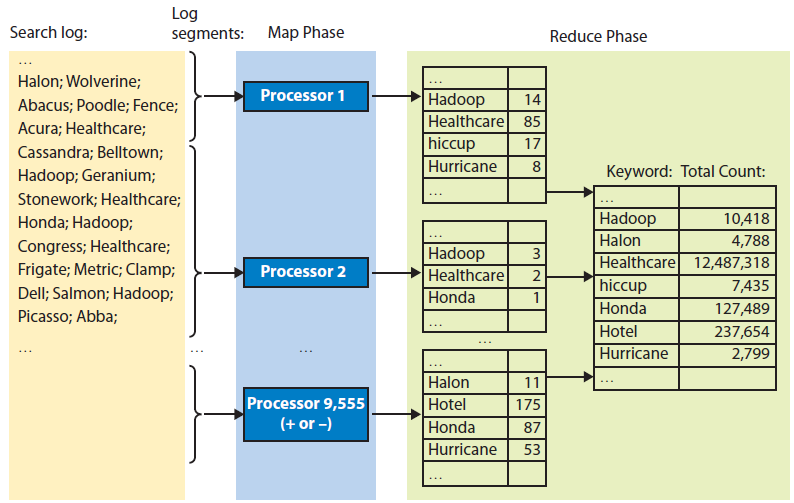 Search log:
Log
segments:
Map Phase
Reduce Phase
...
Halon; Wolverine;
Abacus; Poodle; Fence;
Acura; Healthcare;
Cassandra; Belltown;
Hadoop; Geranium;
Stonework; Healthcare;
Honda; Hadoop;
Congress; Healthcare;
Frigate; Metric; Clamp;
Dell; Salmon; Hadoop;
Picasso; Abba;
...
...
Processor 1
Processor 2
...
Processor 9,555
(+ or –)
...
Hadoop 14
Healthcare 85
hiccup 17
Hurricane 8
...
...
Hadoop 3
Healthcare 2
Honda 1
...
...
...
Halon 11
Hotel 175
Honda 87
Hurricane 53
...
Keyword: Total Count:
...
Hadoop 10,418
Halon 4,788
Healthcare 12,487,318
hiccup 7,435
Honda 127,489
Hotel 237,654
Hurricane 2,799
...